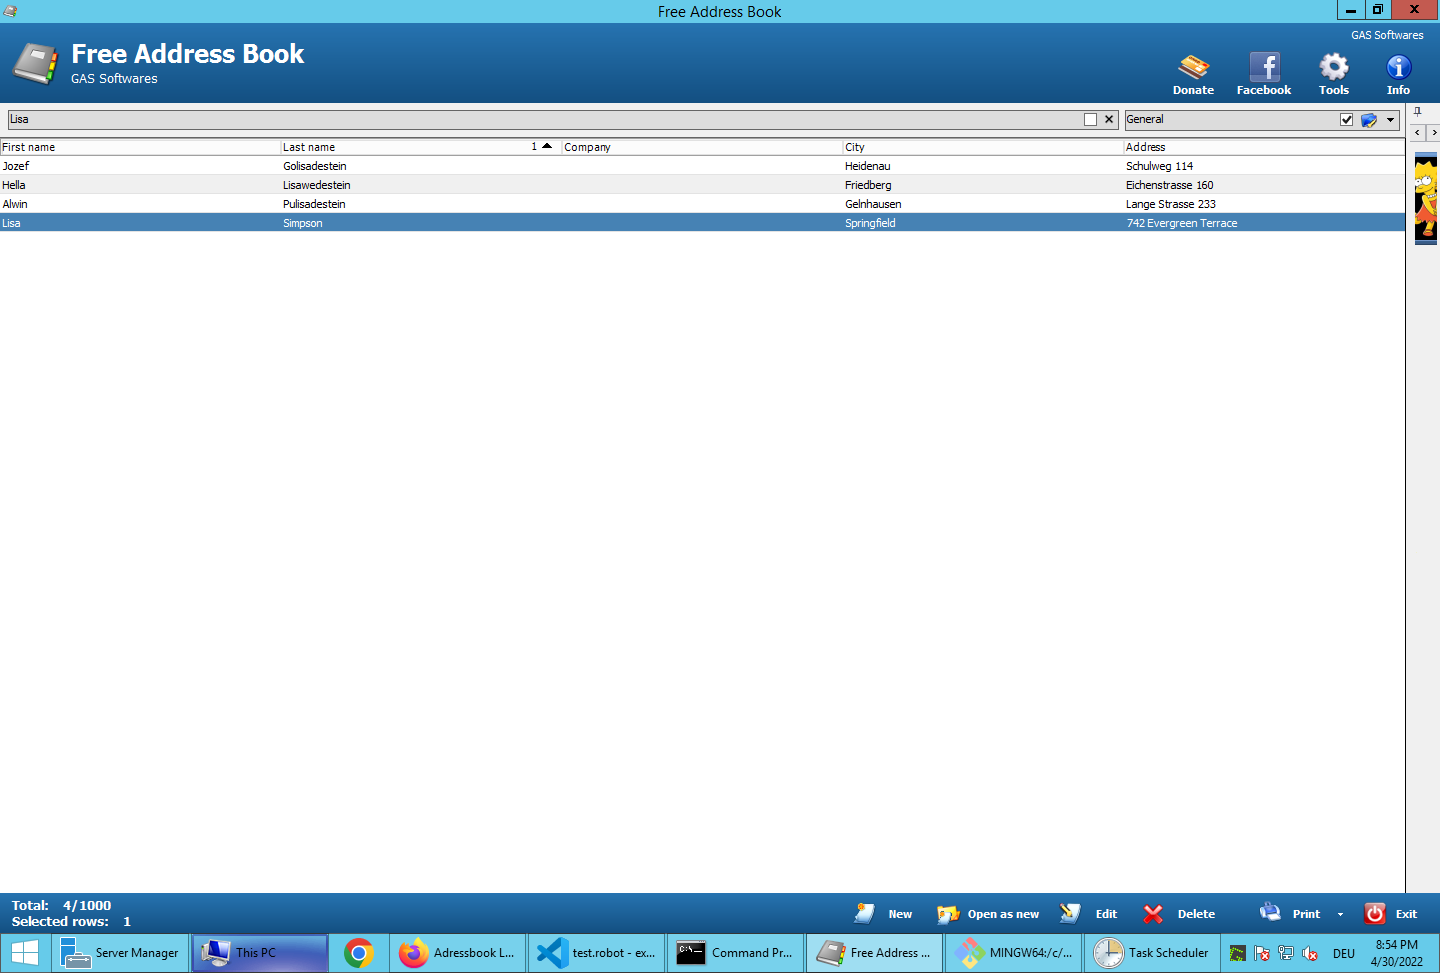 Free Address Book
Free Address Book
GAS Softwares
GAS Softwares
Donate
Facebook
Tools
Info
Lisa
General
First name Last name 1 Company City Address
Jozef Golisadestein Heidenau Schulweg 114
Hella Lisawedestein Friedberg Eichenstrasse 160
Alwin Pulisadestein Gelnhausen Lange Strasse 233
Lisa Simpson Springfield 742 Evergreen Terrace
Total: 4/1000
Selected rows: 1
New
Open as new
Edit
Delete
Print
Exit
Server Manager
This PC
Adressbook L...
test.robot - ex...
Command Pr...
Free Address ...
MINGW64:/c/...
Task Scheduler
DEU
8:54 PM
4/30/2022